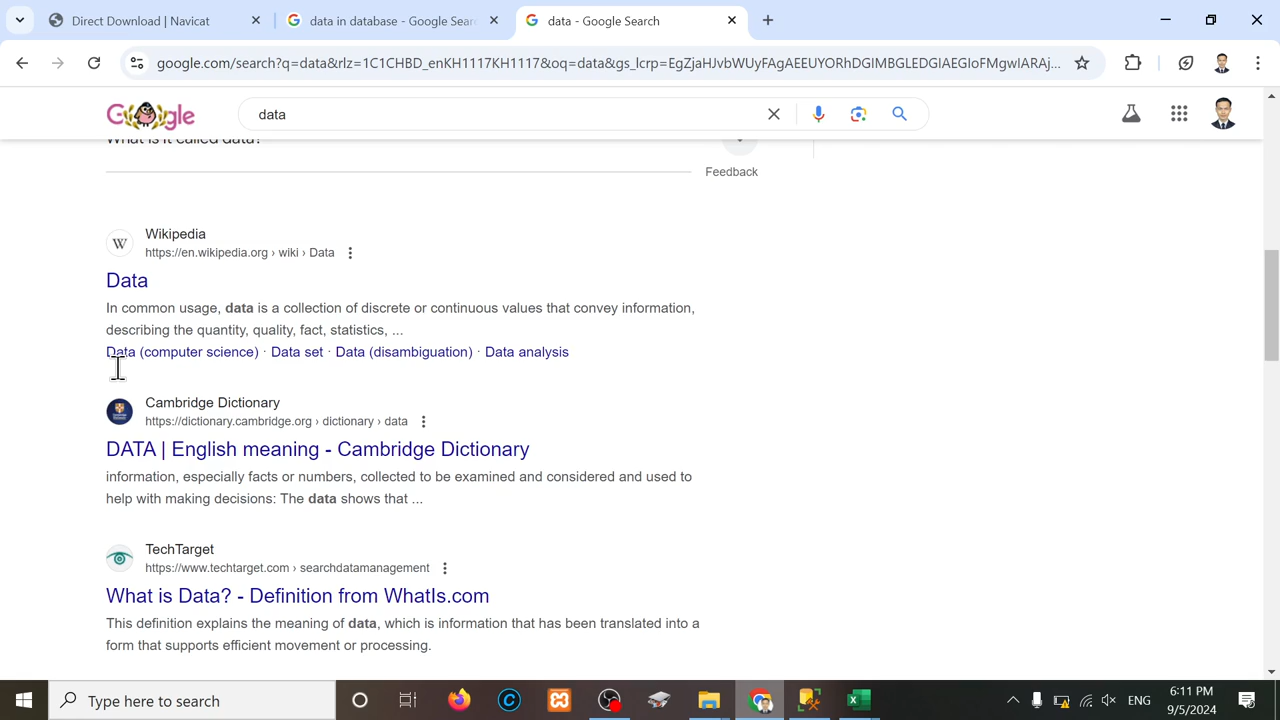 Direct Download | Navicat
data in database - Google Sear
data - Google Search
google.com/search?q=data&rlz=1C1CHBD_enKH1117KH1117&oq=data&gs_lcrp=EgZjaHJvbWUyFAgAEEUYORhDGIMBGLEDGIAEGIoFMgwIARAj...
Google
data
What is it called data?
Feedback
W
Wikipedia
https://en.wikipedia.org › wiki › Data
Data
In common usage, data is a collection of discrete or continuous values that convey information,
describing the quantity, quality, fact, statistics, ...
Data (computer science) · Data set · Data (disambiguation) · Data analysis
Cambridge Dictionary
https://dictionary.cambridge.org › dictionary › data
DATA | English meaning - Cambridge Dictionary
information, especially facts or numbers, collected to be examined and considered and used to
help with making decisions: The data shows that ...
TechTarget
https://www.techtarget.com › searchdatamanagement
What is Data? - Definition from WhatIs.com
This definition explains the meaning of data, which is information that has been translated into a
form that supports efficient movement or processing.
Type here to search
ENG
6:11 PM
9/5/2024